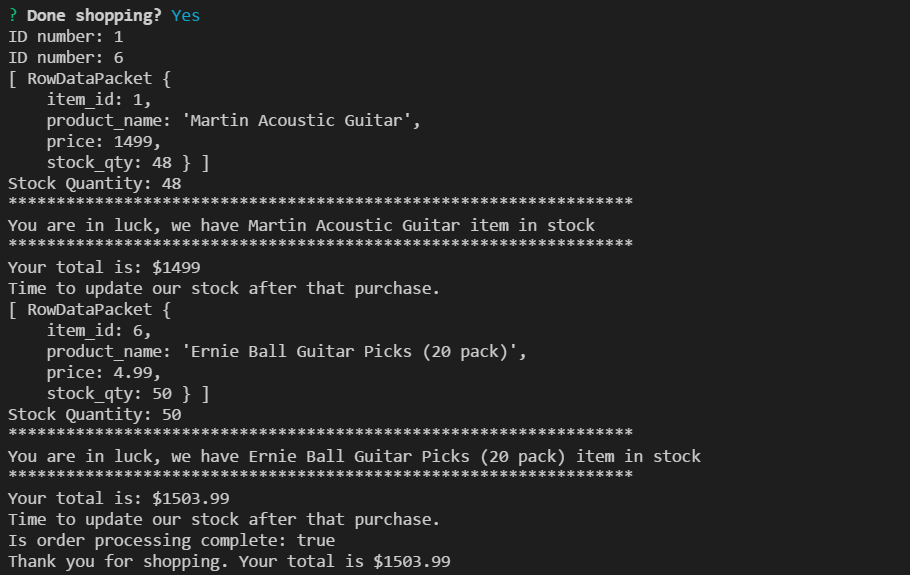 ? Done shopping? Yes
ID number: 1
ID number: 6
[ RowDataPacket {
    item_id: 1,
    product_name: 'Martin Acoustic Guitar',
    price: 1499,
    stock_qty: 48 } ]
Stock Quantity: 48
*****************************************************************
You are in luck, we have Martin Acoustic Guitar item in stock
*****************************************************************
Your total is: $1499
Time to update our stock after that purchase.
[ RowDataPacket {
    item_id: 6,
    product_name: 'Ernie Ball Guitar Picks (20 pack)',
    price: 4.99,
    stock_qty: 50 } ]
Stock Quantity: 50
*****************************************************************
You are in luck, we have Ernie Ball Guitar Picks (20 pack) item in stock
*****************************************************************
Your total is: $1503.99
Time to update our stock after that purchase.
Is order processing complete: true
Thank you for shopping. Your total is $1503.99